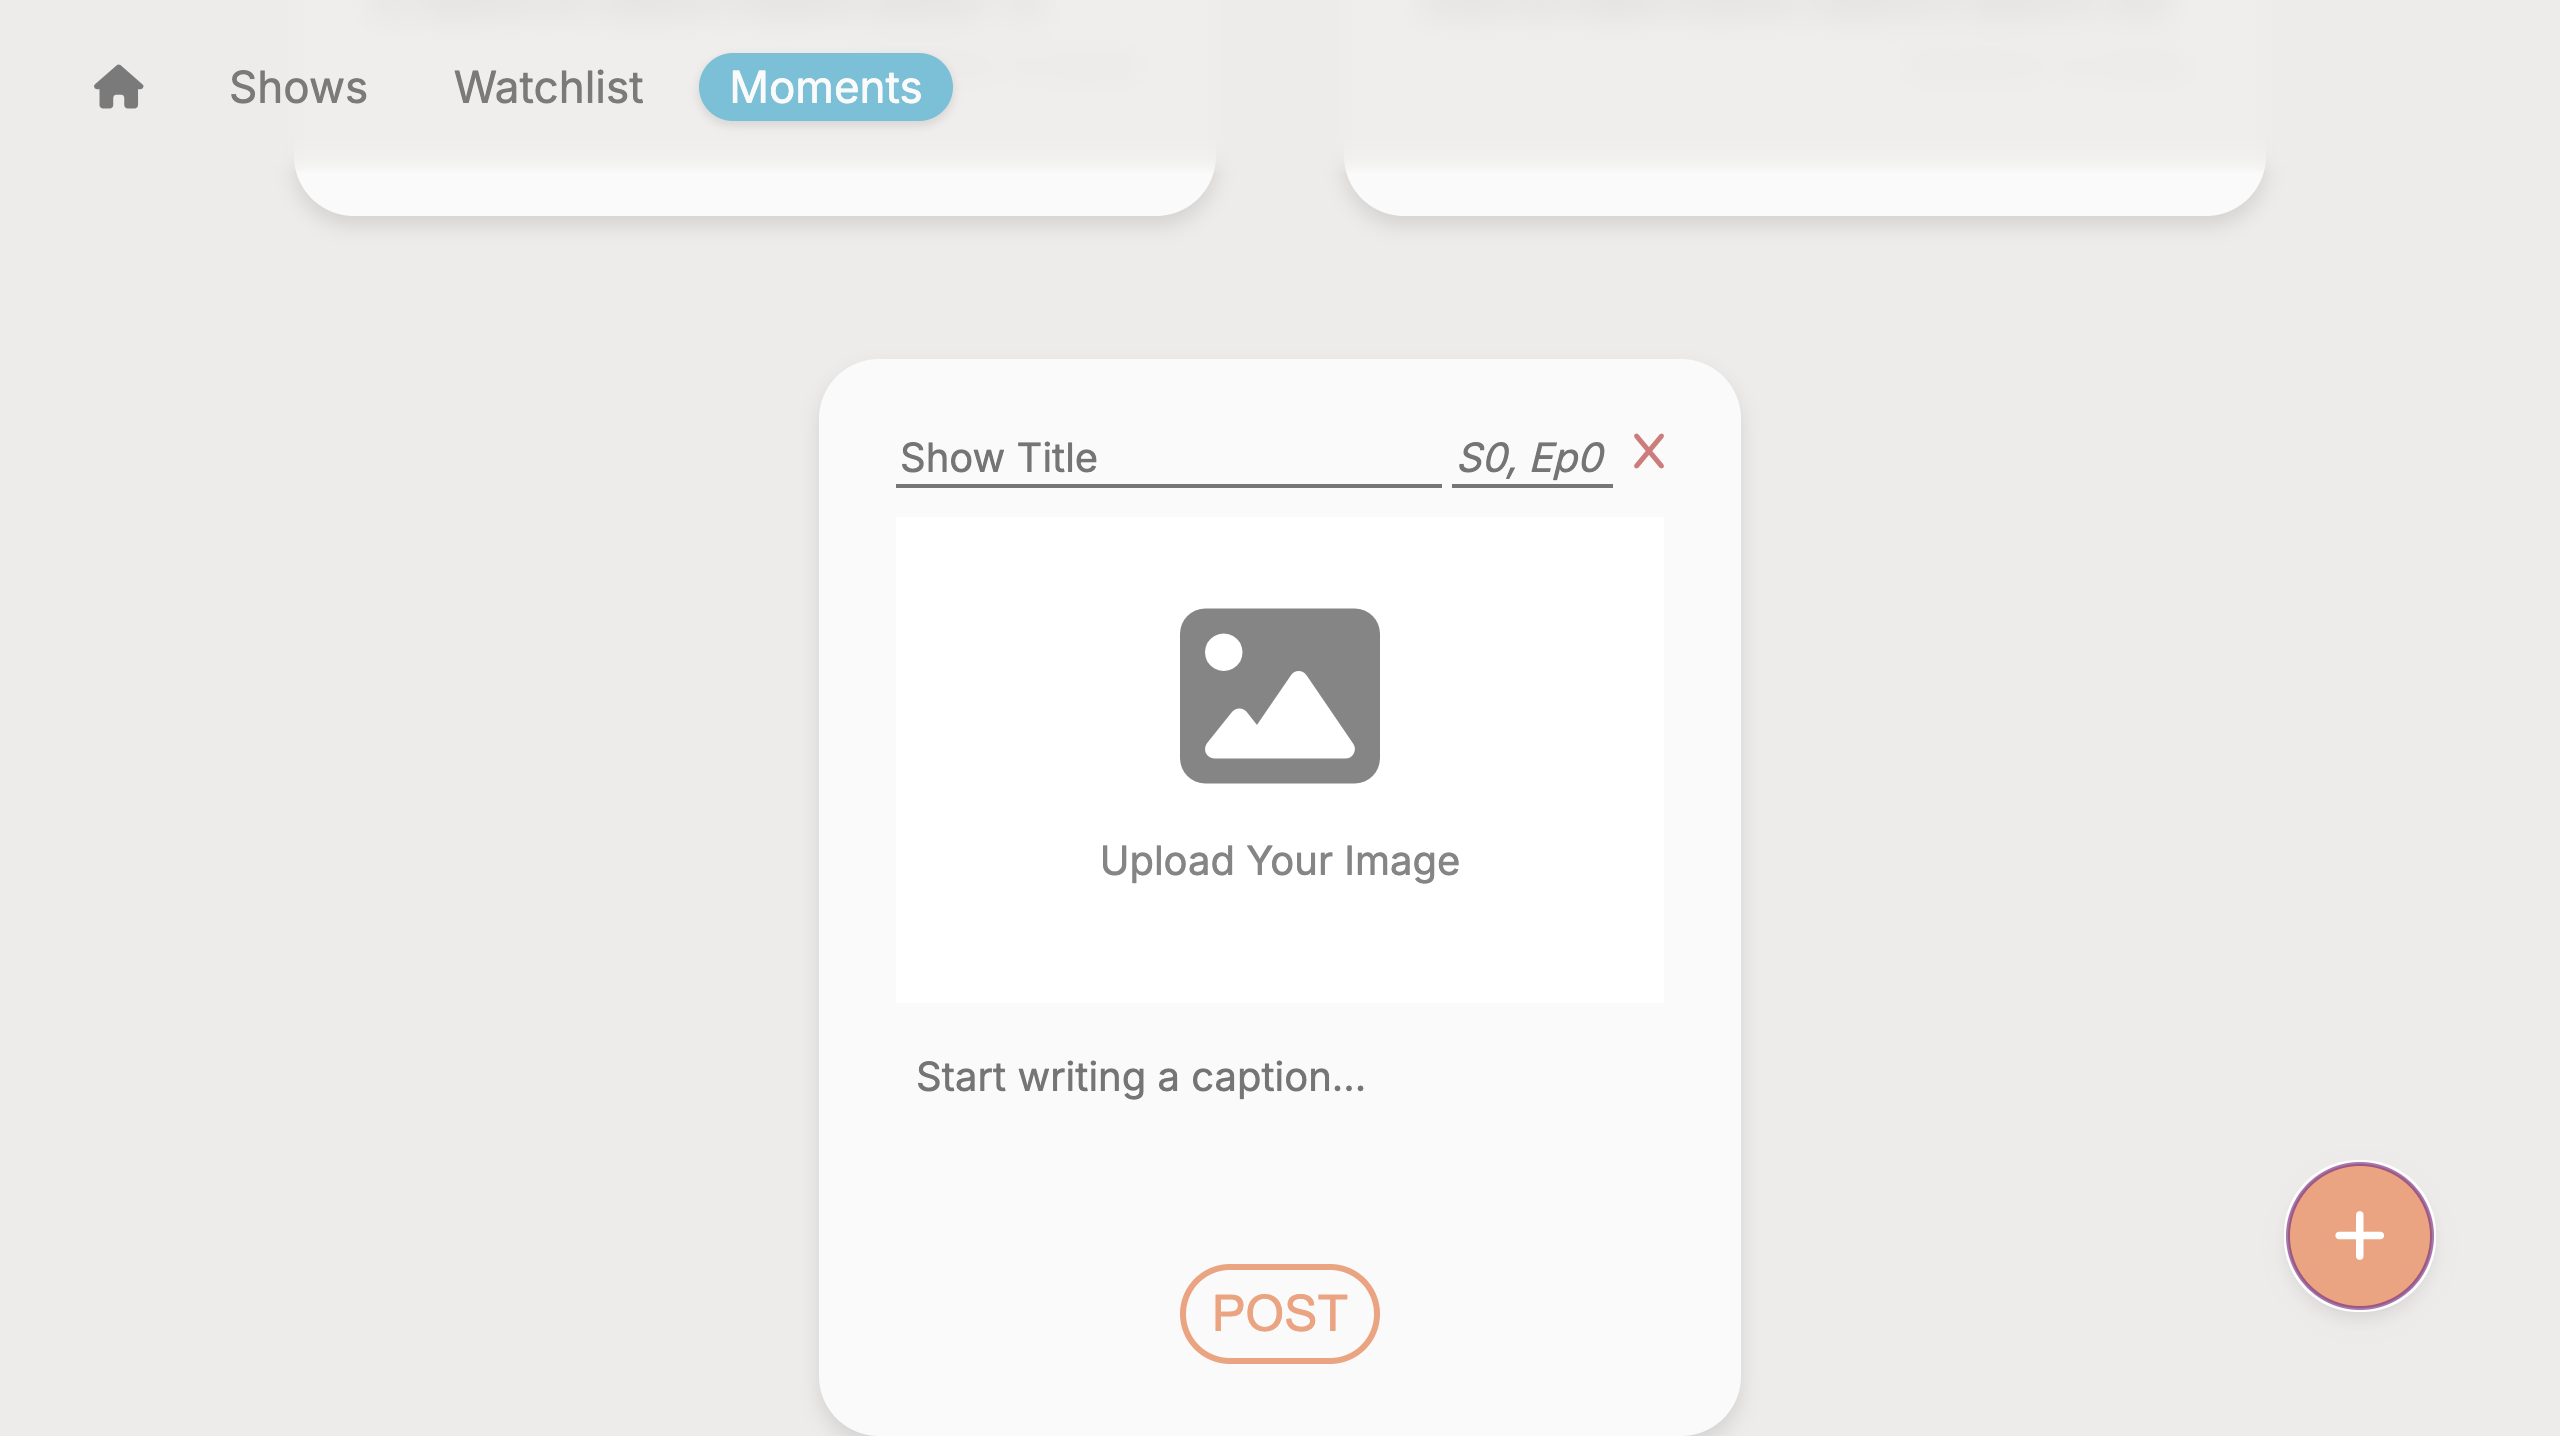 Shows Watchlist Moments
Show Title S0, Ep0
Upload Your Image
Start writing a caption...
POST